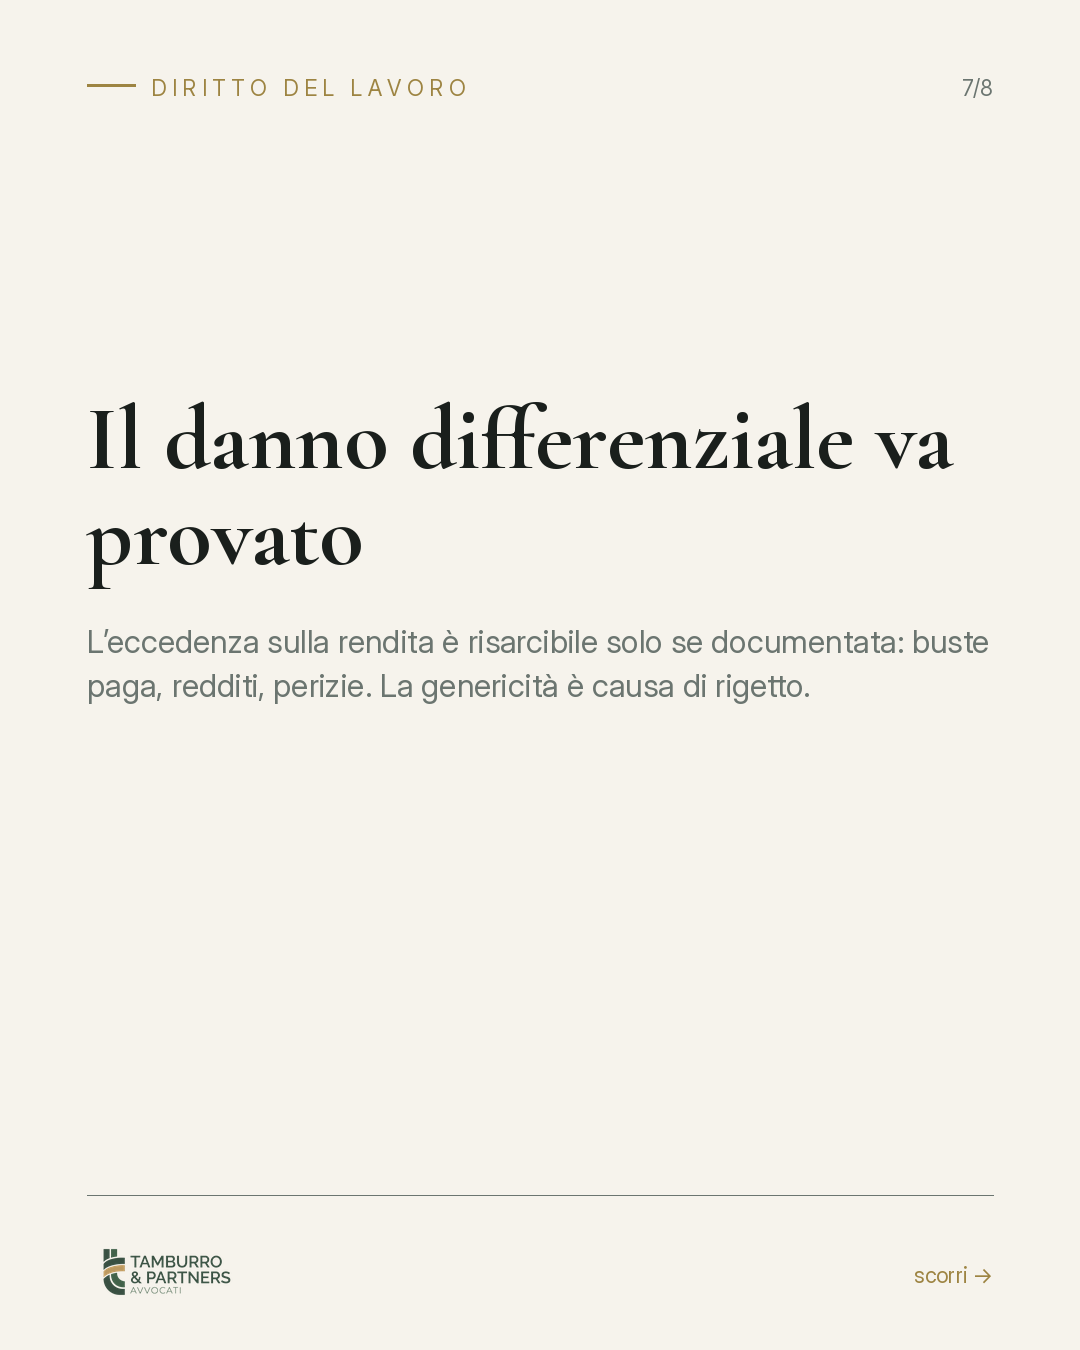 DIRITTO DEL LAVORO
7/8
Il danno differenziale va
provato
L’eccedenza sulla rendita è risarcibile solo se documentata: buste
paga, redditi, perizie. La genericità è causa di rigetto.
TAMBURRO
& PARTNERS
AVVOCATI
scorri →